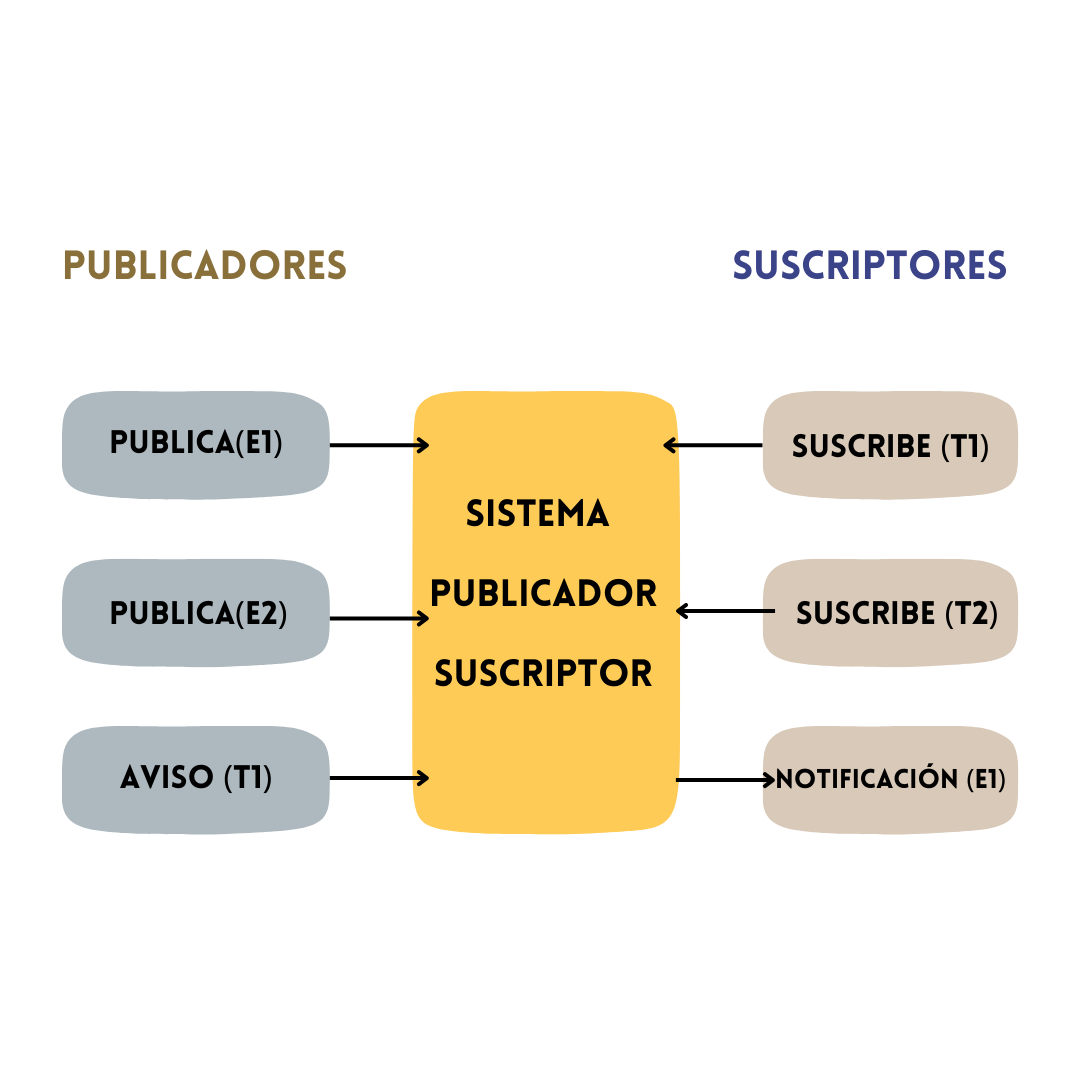 PUBLICADORES
SUSCRIPTORES
PUBLICA(E1)
PUBLICA(E2)
AVISO (T1)
SISTEMA
PUBLICADOR
SUSCRIPTOR
SUSCRIBE (T1)
SUSCRIBE (T2)
NOTIFICACIÓN (E1)